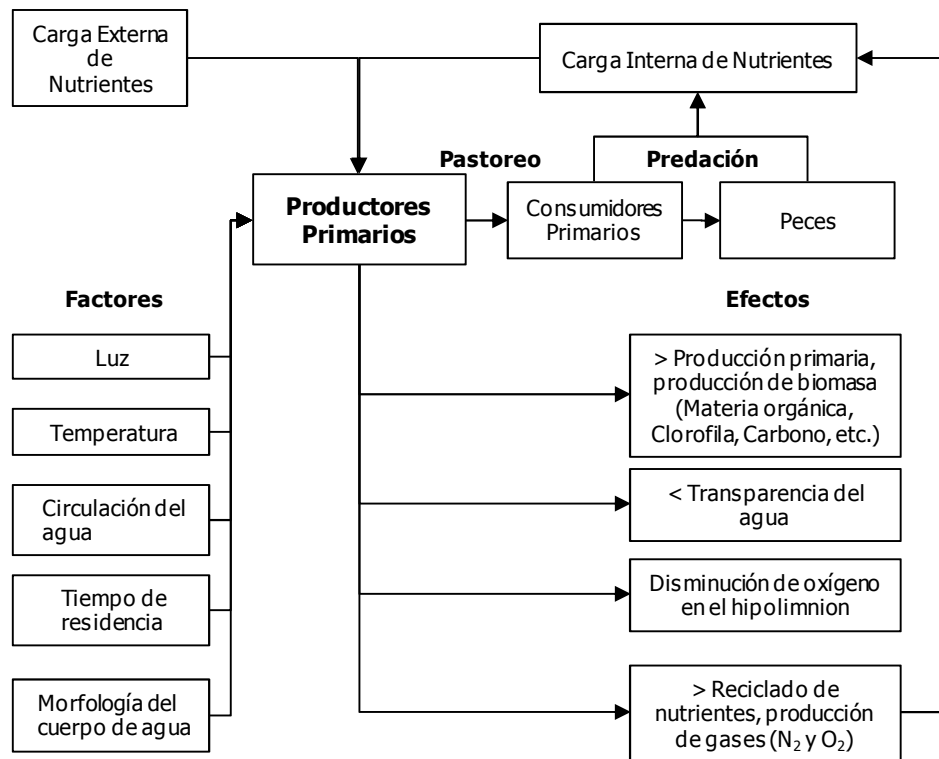 Carga Externa
de
Nutrientes
Carga Interna de Nutrientes
Pastoreo
Predación
Productores
Primarios
Consumidores
Primarios
Peces
Factores
Efectos
Luz
Temperatura
Circulación del
agua
Tiempo de
residencia
Morfología del
cuerpo de agua
> Producción primaria,
producción de biomasa
(Materia orgánica,
Clorofila, Carbono, etc.)
< Transparencia del
agua
Disminución de oxígeno
en el hipolimnion
> Reciclado de
nutrientes, producción
de gases (N₂ y O₂)